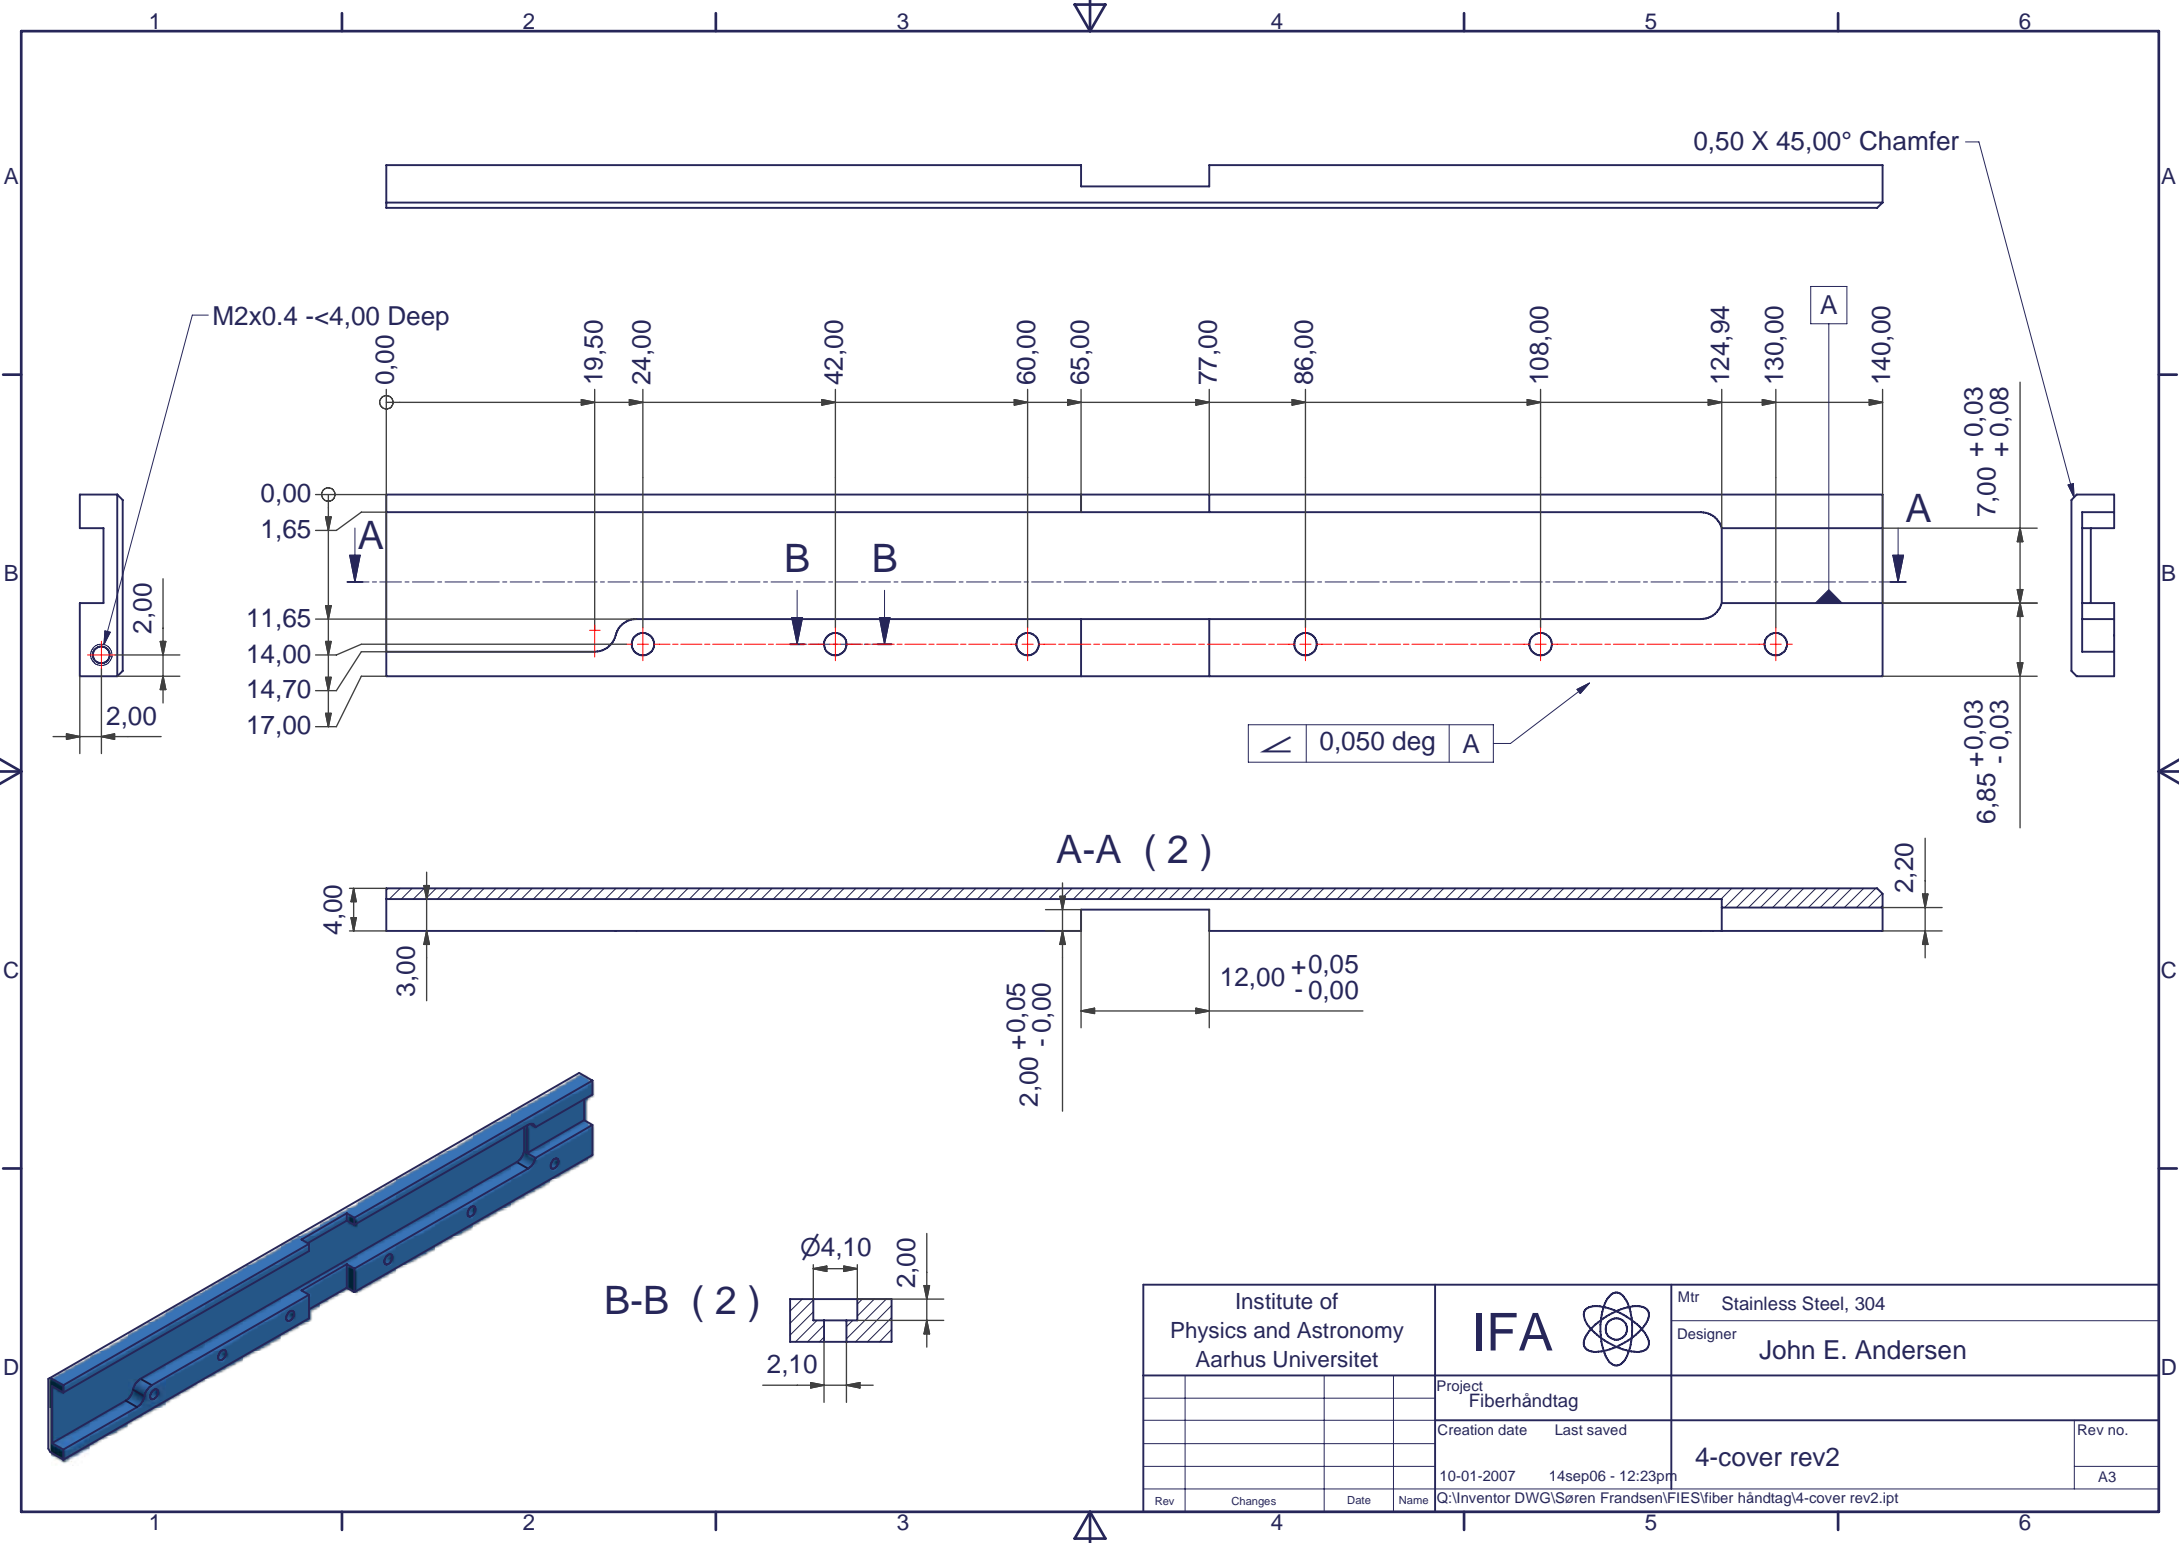 1 2 3 4 5 6
A A
0,50 X 45,00° Chamfer
M2x0.4 -<4,00 Deep
0,00 19,50 24,00 42,00 60,00 65,00 77,00 86,00 108,00 124,94 130,00 140,00
A
7,00 +0,03 +0,08
0,00
1,65
A A
B B
B B
2,00
11,65
14,00
14,70
17,00
2,00
0,050 deg A
6,85 +0,03 -0,03
A-A ( 2 )
4,00
3,00
2,20
C C
2,00 +0,05 -0,00
12,00 +0,05 -0,00
B-B ( 2 )
Ø4,10
2,00
2,10
D D
Institute of
Physics and Astronomy
Aarhus Universitet
IFA
Mtr Stainless Steel, 304
Designer
John E. Andersen
Project
Fiberhåndtag
Creation date Last saved
10-01-2007 14sep06 - 12:23pm
4-cover rev2
Rev no.
A3
Rev Changes Date Name
Q:\Inventor DWG\Søren Frandsen\FIES\fiber håndtag\4-cover rev2.ipt
1 2 3 4 5 6